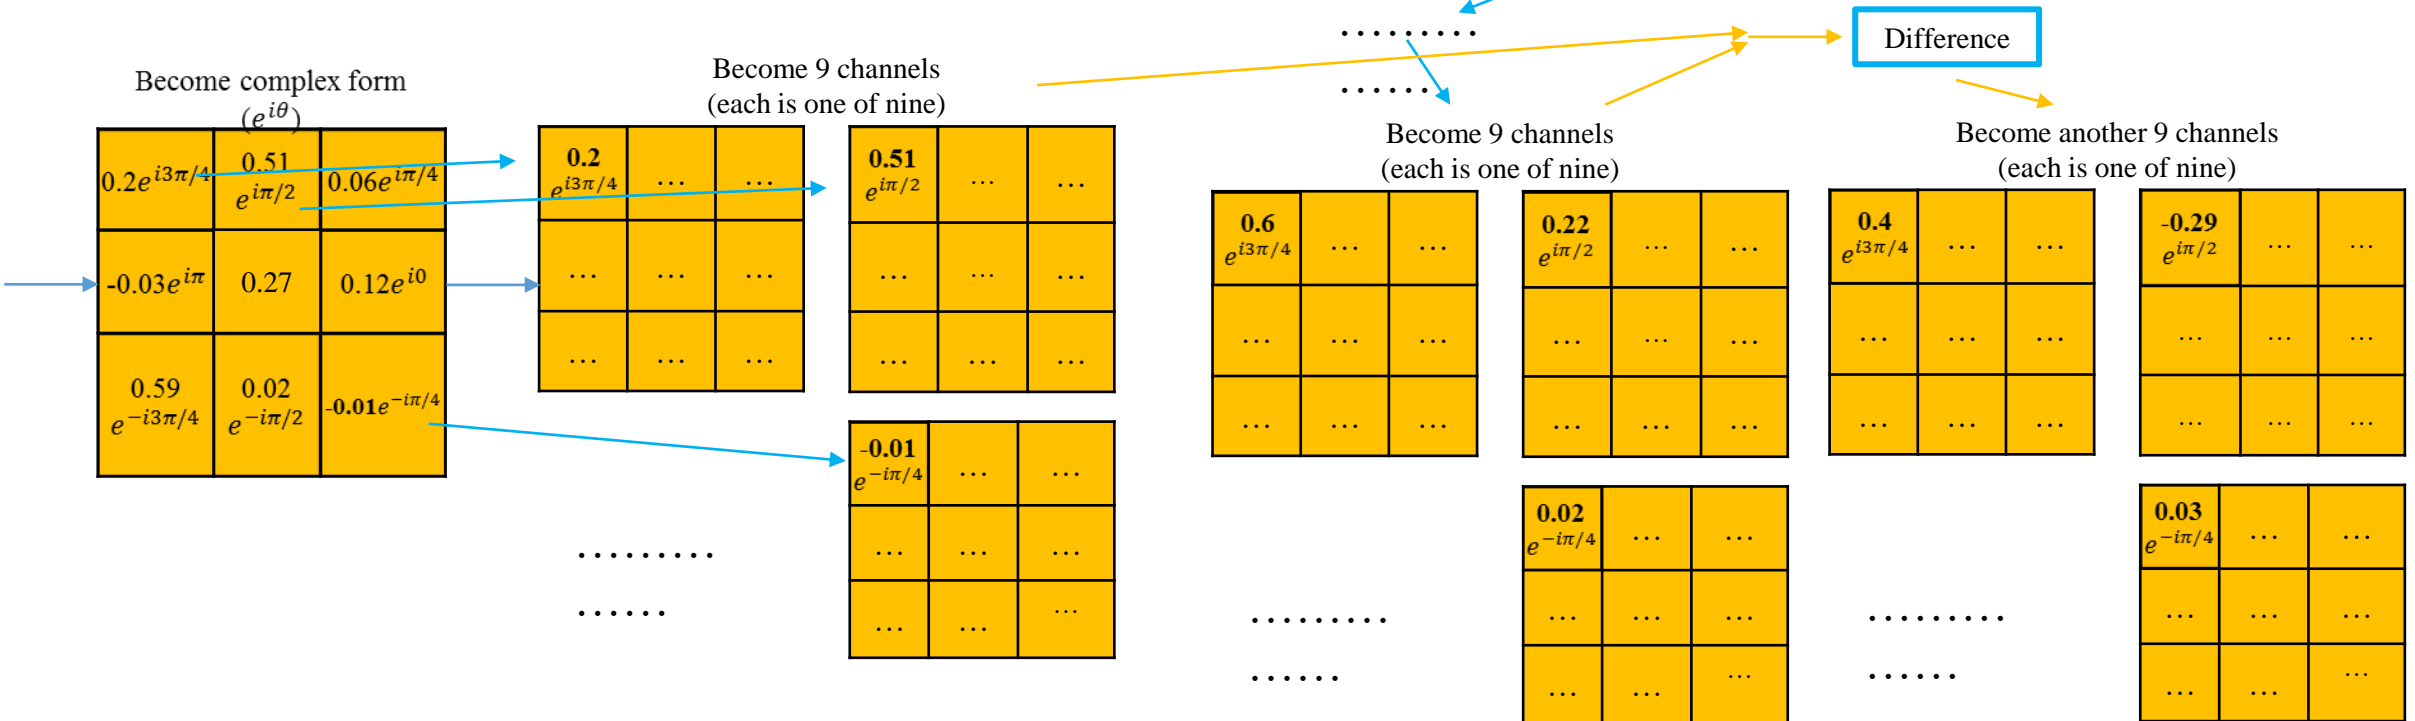 .........
......
Difference
Become complex form
(e^{iθ})
Become 9 channels
(each is one of nine)
Become 9 channels
(each is one of nine)
Become another 9 channels
(each is one of nine)
0.2e^{i3π/4} 0.51 e^{iπ/2} 0.06e^{iπ/4}
-0.03e^{iπ} 0.27 0.12e^{i0}
0.59 e^{-i3π/4} 0.02 e^{-iπ/2} -0.01e^{-iπ/4}
0.2 e^{i3π/4} ... ...
... ... ...
... ... ...
0.51 e^{iπ/2} ... ...
... ... ...
... ... ...
-0.01 e^{-iπ/4} ... ...
... ... ...
... ... ...
.........
......
0.6 e^{i3π/4} ... ...
... ... ...
... ... ...
0.22 e^{iπ/2} ... ...
... ... ...
... ... ...
0.02 e^{-iπ/4} ... ...
... ... ...
... ... ...
.........
......
0.4 e^{i3π/4} ... ...
... ... ...
... ... ...
-0.29 e^{iπ/2} ... ...
... ... ...
... ... ...
0.03 e^{-iπ/4} ... ...
... ... ...
... ... ...
.........
......